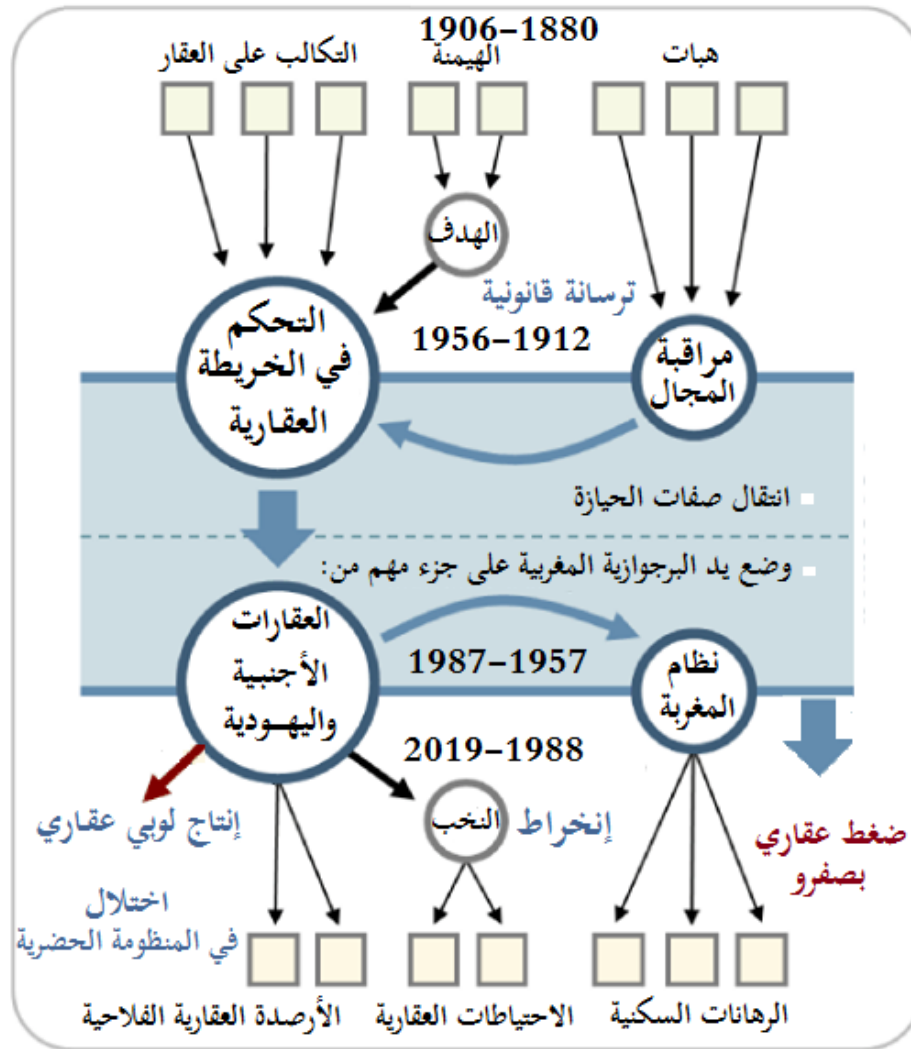 1906-1880
هبات
الهيمنة
التكالب على العقار
الهدف
ترسانة قانونية
1956-1912
التحكم
في الخريطة
العقارية
مراقبة
المجال
▪ انتقال صفات الحيازة
▪ وضع يد البرجوازية المغربية على جزء مهم من:
العقارات
الأجنبية
واليهودية
1987-1957
نظام
المغربة
2019-1988
إنتاج لوبي عقاري
النخب
إنخراط
ضغط عقاري
بصفرو
اختلال
في المنظومة الحضرية
الرهانات السكنية
الاحتياطات العقارية
الأرصدة العقارية الفلاحية